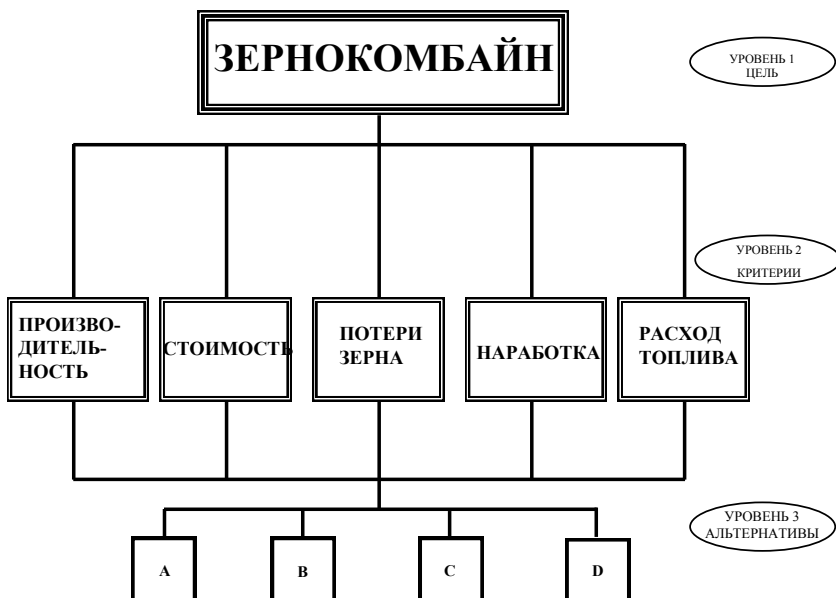 ЗЕРНОКОМБАЙН
УРОВЕНЬ 1
ЦЕЛЬ
УРОВЕНЬ 2
КРИТЕРИИ
ПРОИЗВО-
ДИТЕЛЬ-
НОСТЬ
СТОИМОСТЬ
ПОТЕРИ
ЗЕРНА
НАРАБОТКА
РАСХОД
ТОПЛИВА
УРОВЕНЬ 3
АЛЬТЕРНАТИВЫ
A
B
C
D